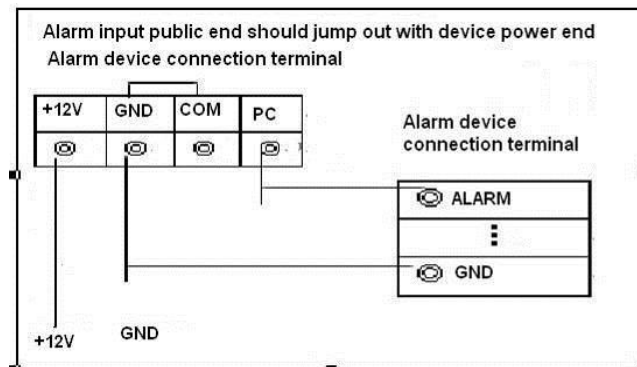 Alarm input public end should jump out with device power end
Alarm device connection terminal
+12V GND COM PC
Alarm device
connection terminal
ALARM
GND
+12V GND